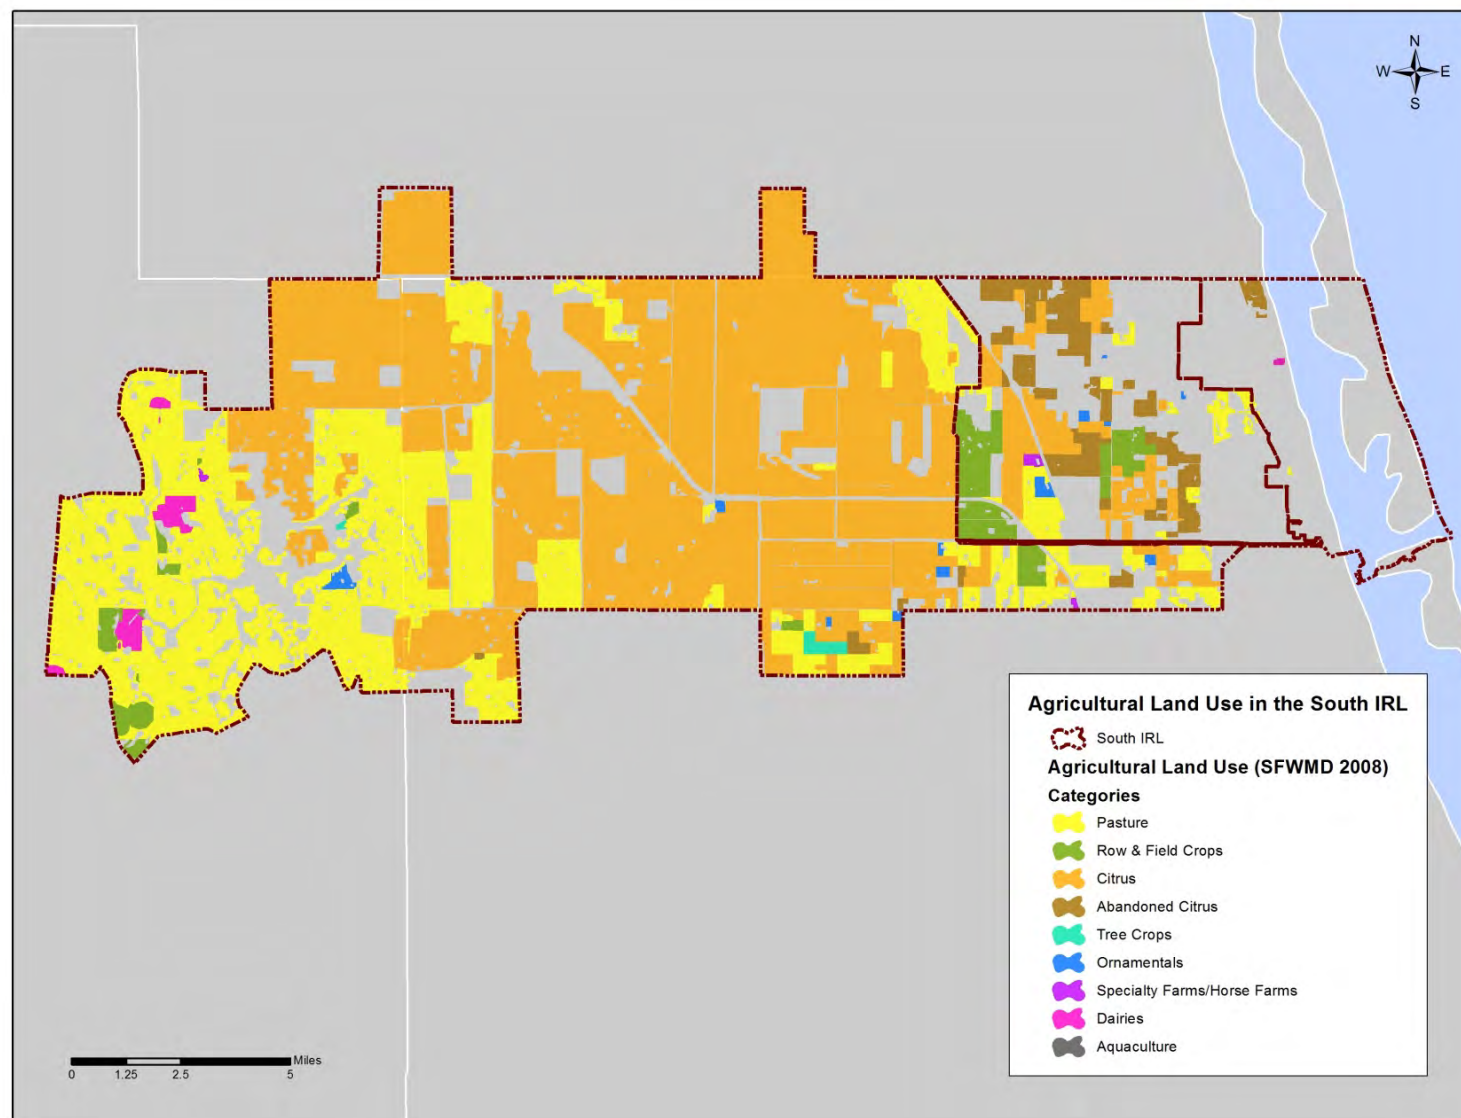 N
W E
S
Agricultural Land Use in the South IRL
South IRL
Agricultural Land Use (SFWMD 2008)
Categories
Pasture
Row & Field Crops
Citrus
Abandoned Citrus
Tree Crops
Ornamentals
Specialty Farms/Horse Farms
Dairies
Aquaculture
Miles
0 1.25 2.5 5